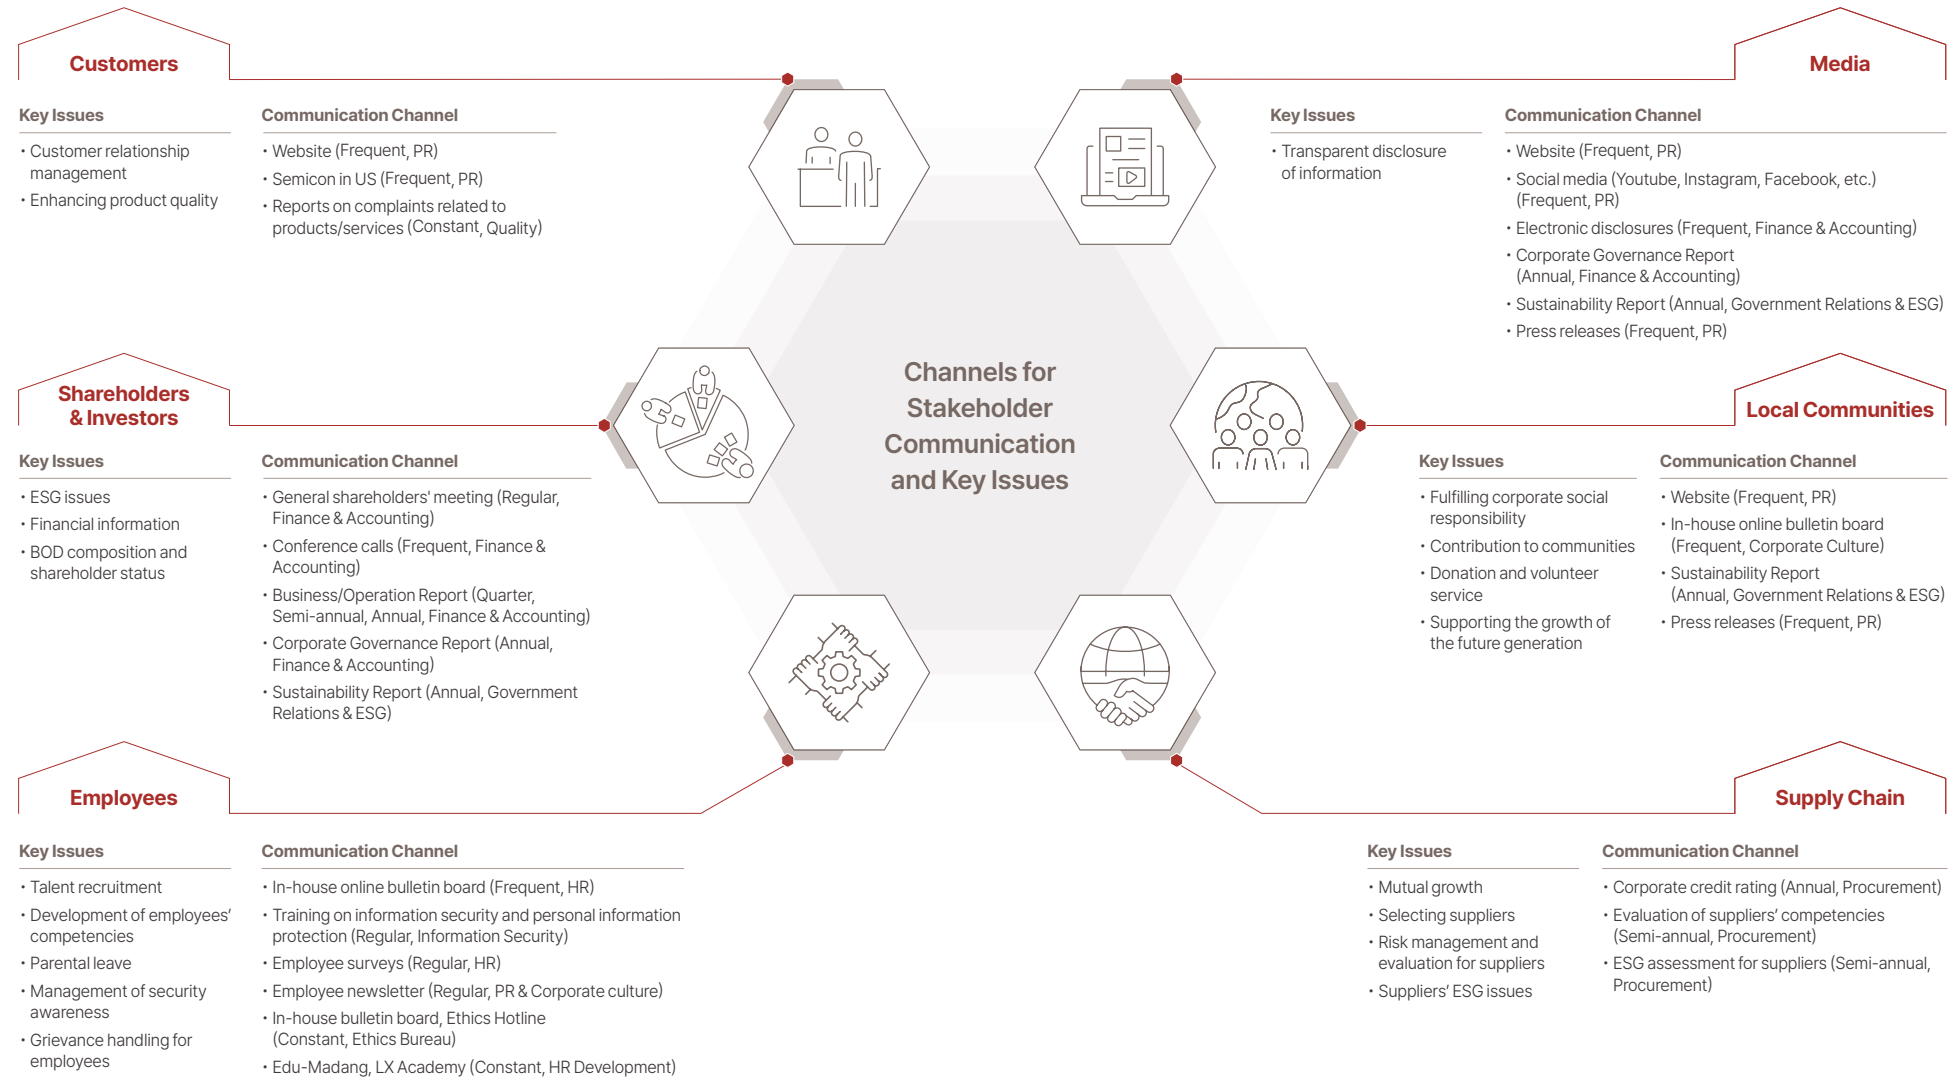 Customers
Key Issues
• Customer relationship
management
• Enhancing product quality
Communication Channel
• Website (Frequent, PR)
• Semicon in US (Frequent, PR)
• Reports on complaints related to
products/services (Constant, Quality)
Media
Key Issues
• Transparent disclosure
of information
Communication Channel
• Website (Frequent, PR)
• Social media (Youtube, Instagram, Facebook, etc.)
(Frequent, PR)
• Electronic disclosures (Frequent, Finance & Accounting)
• Corporate Governance Report
(Annual, Finance & Accounting)
• Sustainability Report (Annual, Government Relations & ESG)
• Press releases (Frequent, PR)
Channels for
Stakeholder
Communication
and Key Issues
Shareholders
& Investors
Key Issues
• ESG issues
• Financial information
• BOD composition and
shareholder status
Communication Channel
• General shareholders' meeting (Regular,
Finance & Accounting)
• Conference calls (Frequent, Finance &
Accounting)
• Business/Operation Report (Quarter,
Semi-annual, Annual, Finance & Accounting)
• Corporate Governance Report (Annual,
Finance & Accounting)
• Sustainability Report (Annual, Government
Relations & ESG)
Local Communities
Key Issues
• Fulfilling corporate social
responsibility
• Contribution to communities
• Donation and volunteer
service
• Supporting the growth of
the future generation
Communication Channel
• Website (Frequent, PR)
• In-house online bulletin board
(Frequent, Corporate Culture)
• Sustainability Report
(Annual, Government Relations & ESG)
• Press releases (Frequent, PR)
Employees
Key Issues
• Talent recruitment
• Development of employees’
competencies
• Parental leave
• Management of security
awareness
• Grievance handling for
employees
Communication Channel
• In-house online bulletin board (Frequent, HR)
• Training on information security and personal information
protection (Regular, Information Security)
• Employee surveys (Regular, HR)
• Employee newsletter (Regular, PR & Corporate culture)
• In-house bulletin board, Ethics Hotline
(Constant, Ethics Bureau)
• Edu-Madang, LX Academy (Constant, HR Development)
Supply Chain
Key Issues
• Mutual growth
• Selecting suppliers
• Risk management and
evaluation for suppliers
• Suppliers’ ESG issues
Communication Channel
• Corporate credit rating (Annual, Procurement)
• Evaluation of suppliers’ competencies
(Semi-annual, Procurement)
• ESG assessment for suppliers (Semi-annual,
Procurement)